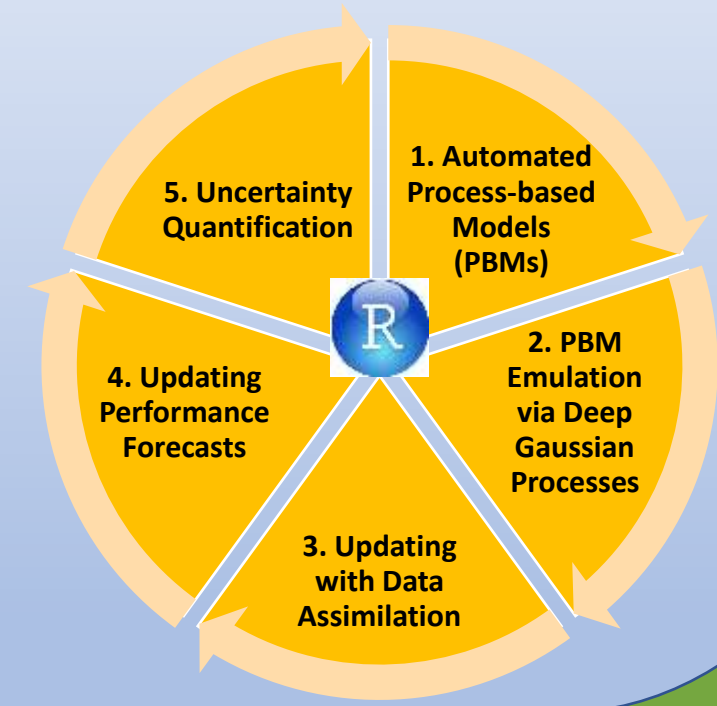 1. Automated
Process-based
Models
(PBMs)
2. PBM
Emulation
via Deep
Gaussian
Processes
3. Updating
with Data
Assimilation
4. Updating
Performance
Forecasts
5. Uncertainty
Quantification
R